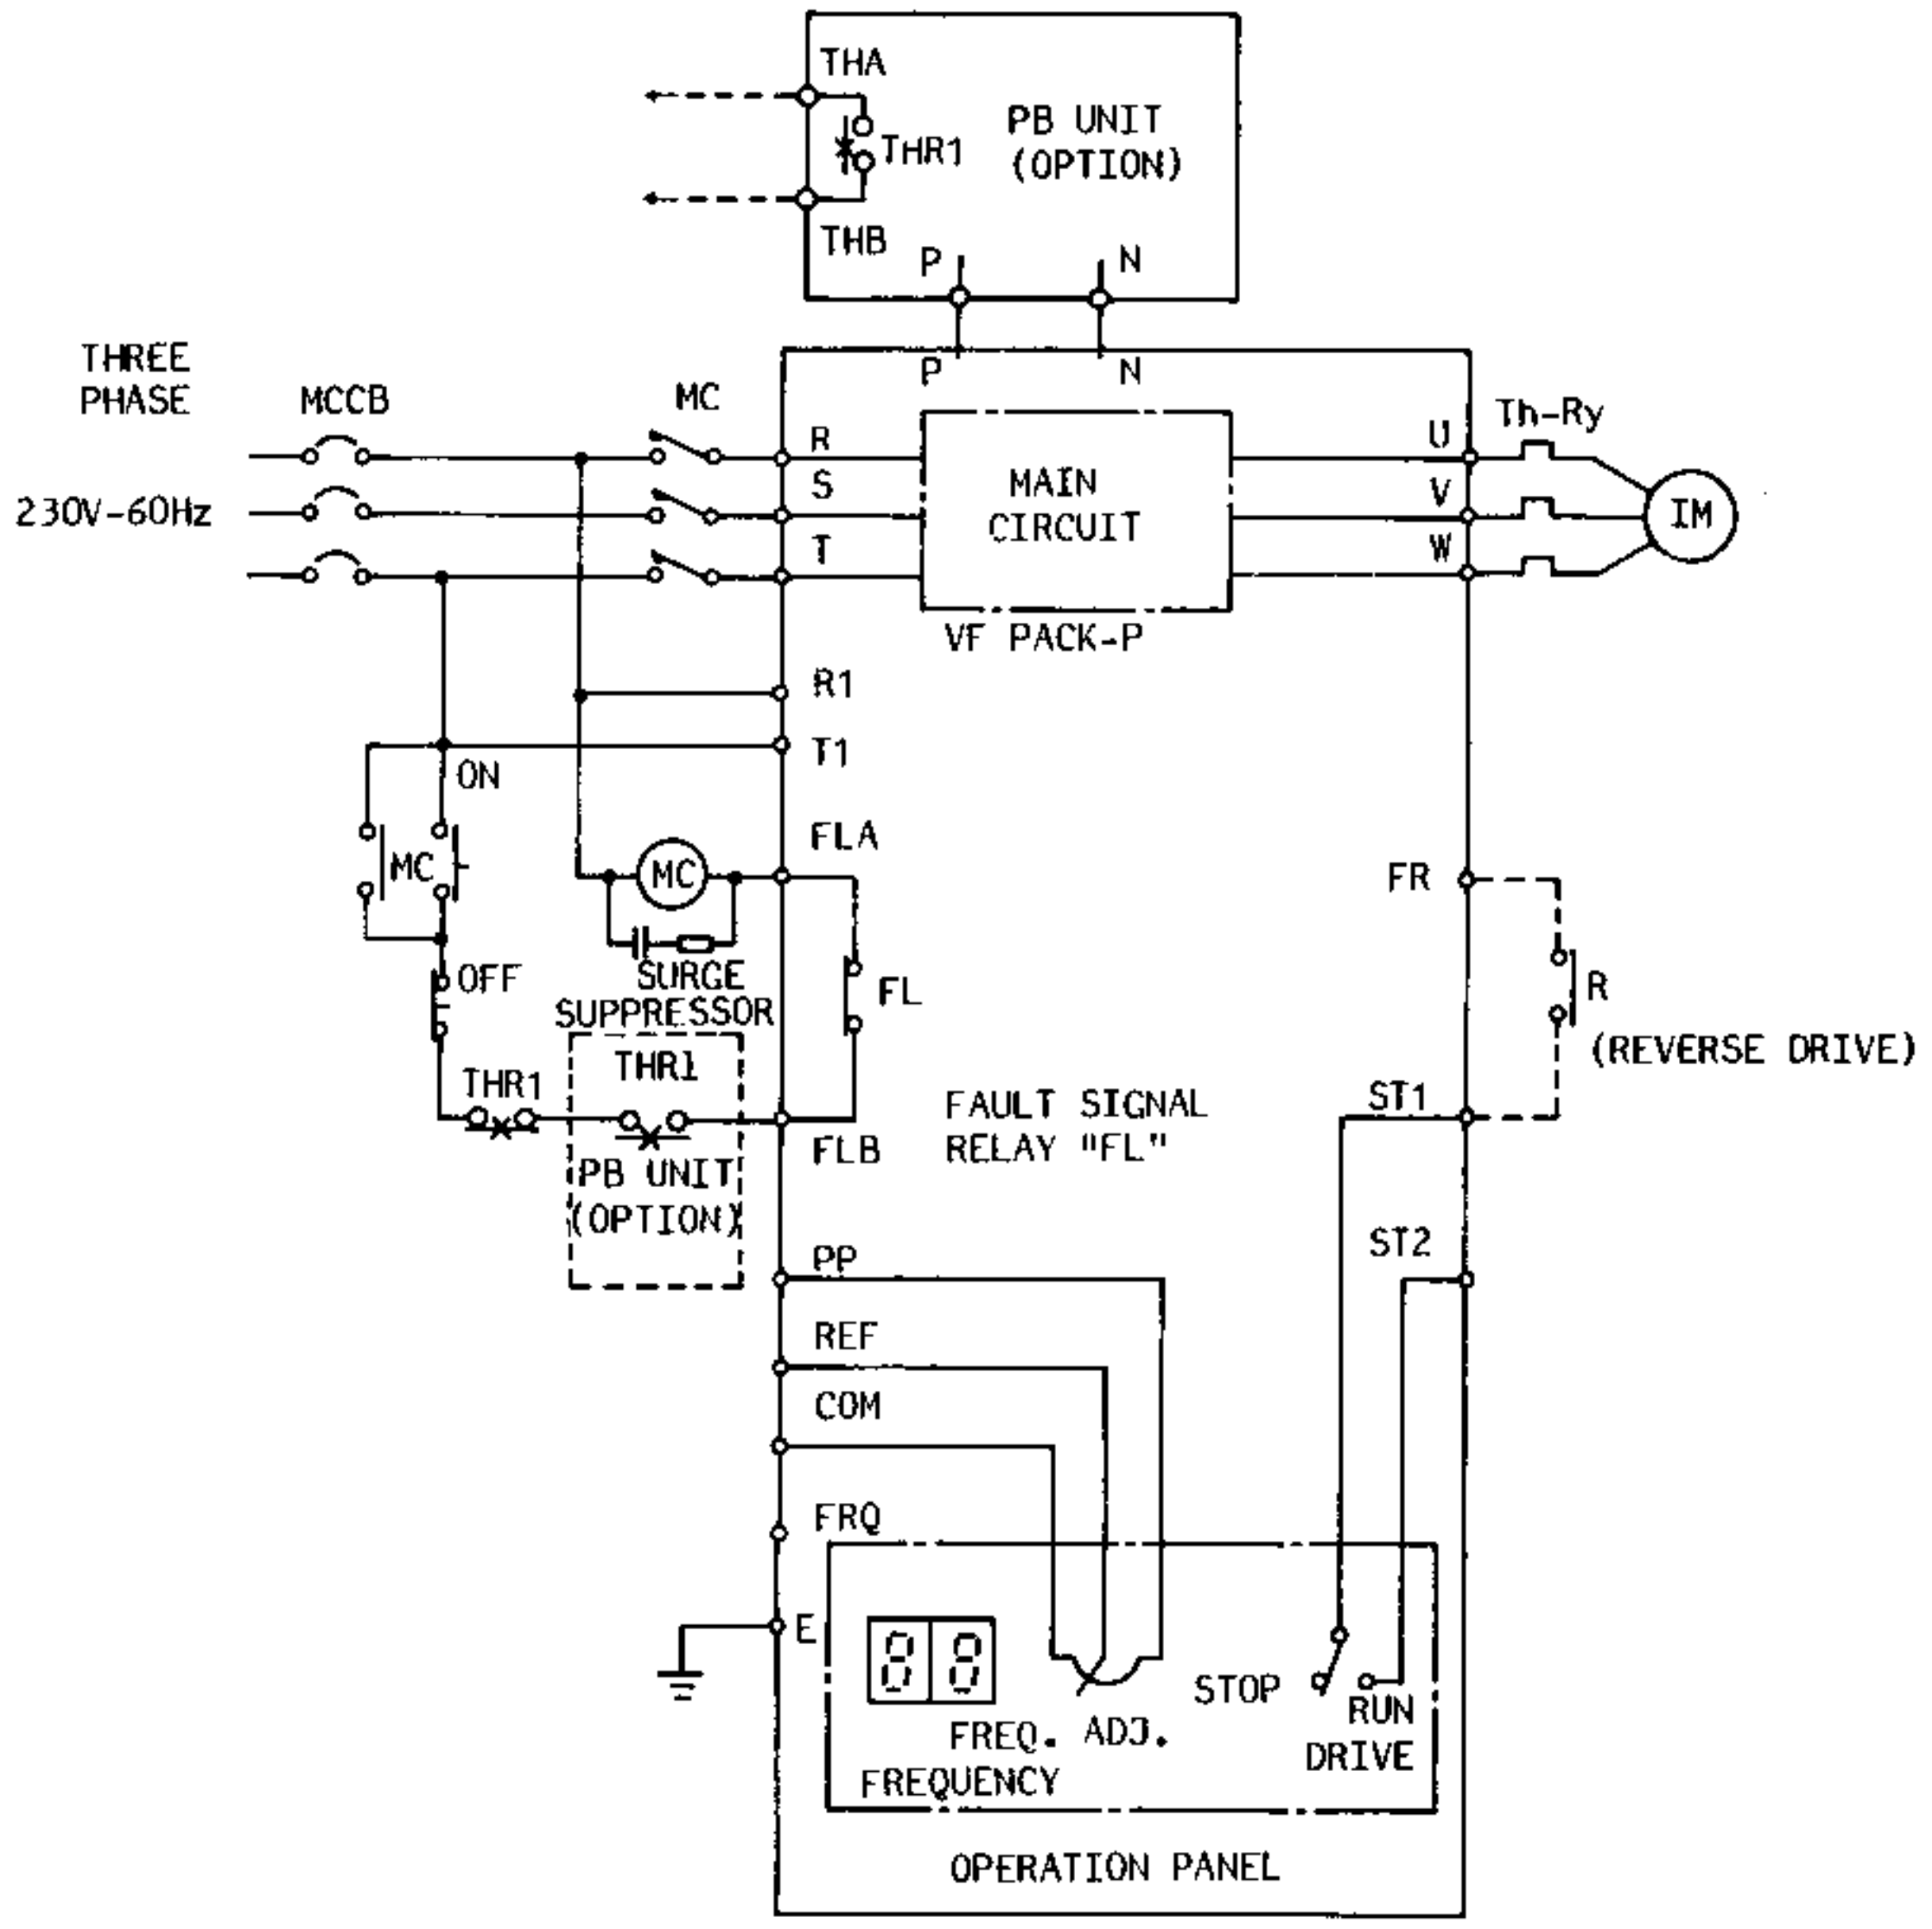 THA
PB UNIT
(OPTION)
THR1
THB
P
N
THREE
PHASE
MCCB
MC
P
N
Th-Ry
R
U
S
MAIN
V
IM
230V-60Hz
CIRCUIT
T
W
VF PACK-P
R1
T1
ON
FLA
MC
MC
FR
OFF
SURGE
FL
R
SUPPRESSOR
(REVERSE DRIVE)
THR1
THR1
FAULT SIGNAL
ST1
RELAY "FL"
FLB
PB UNIT
(OPTION)
ST2
PP
REF
COM
FRQ
E
88
STOP
RUN
FREQ. ADJ.
DRIVE
FREQUENCY
OPERATION PANEL